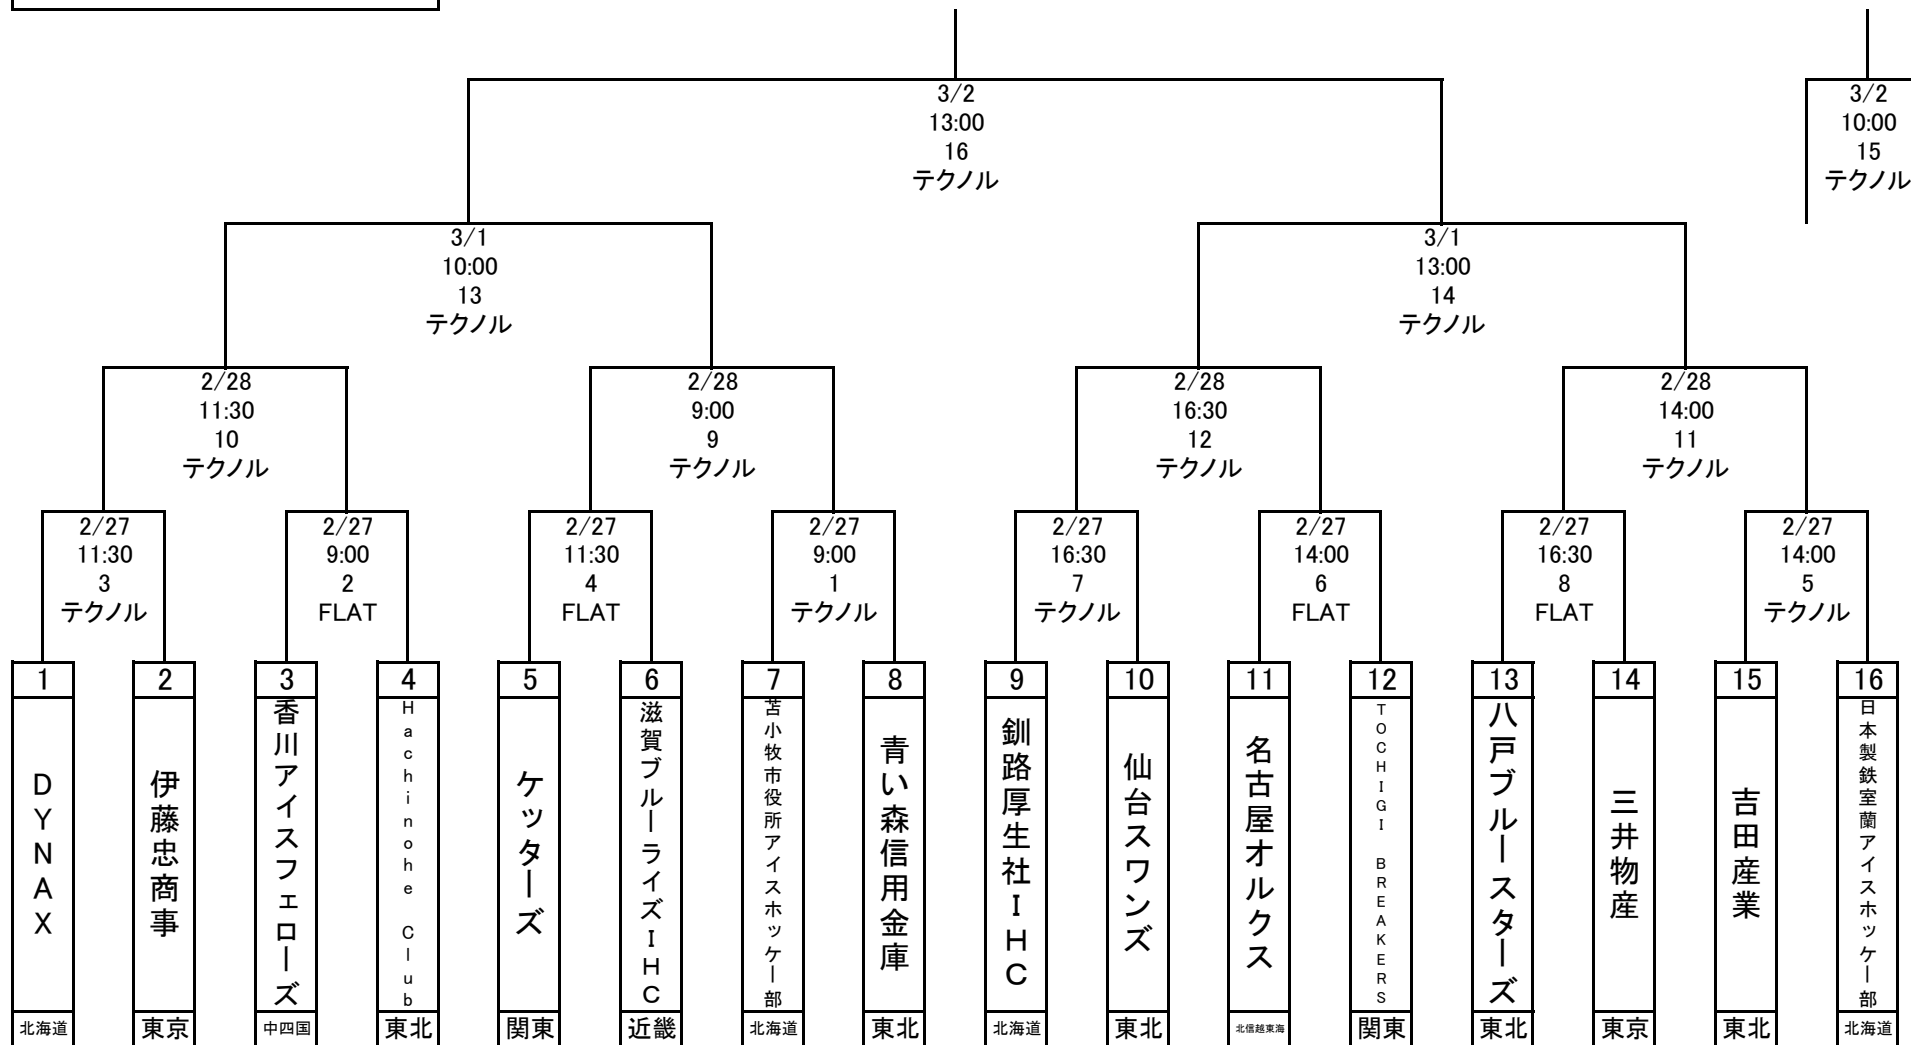 3/2
13:00
16
テクノル
3/2
10:00
15
テクノル
3/1
10:00
13
テクノル
3/1
13:00
14
テクノル
2/28
11:30
10
テクノル
2/28
9:00
9
テクノル
2/28
16:30
12
テクノル
2/28
14:00
11
テクノル
2/27
11:30
3
テクノル
2/27
9:00
2
FLAT
2/27
11:30
4
FLAT
2/27
9:00
1
テクノル
2/27
16:30
7
テクノル
2/27
14:00
6
FLAT
2/27
16:30
8
FLAT
2/27
14:00
5
テクノル
1
DYNAX
北海道
2
伊藤忠商事
東京
3
香川アイスフェローズ
中四国
4
Hachinohe Club
東北
5
ケッターズ
関東
6
滋賀ブルーライズIHC
近畿
7
苫小牧市役所アイスホッケー部
北海道
8
青い森信用金庫
東北
9
釧路厚生社IHC
北海道
10
仙台スワンズ
東北
11
名古屋オルクス
北信越東海
12
TOCHIGI BREAKERS
関東
13
八戸ブルースターズ
東北
14
三井物産
東京
15
吉田産業
東北
16
日本製鉄室蘭アイスホッケー部
北海道